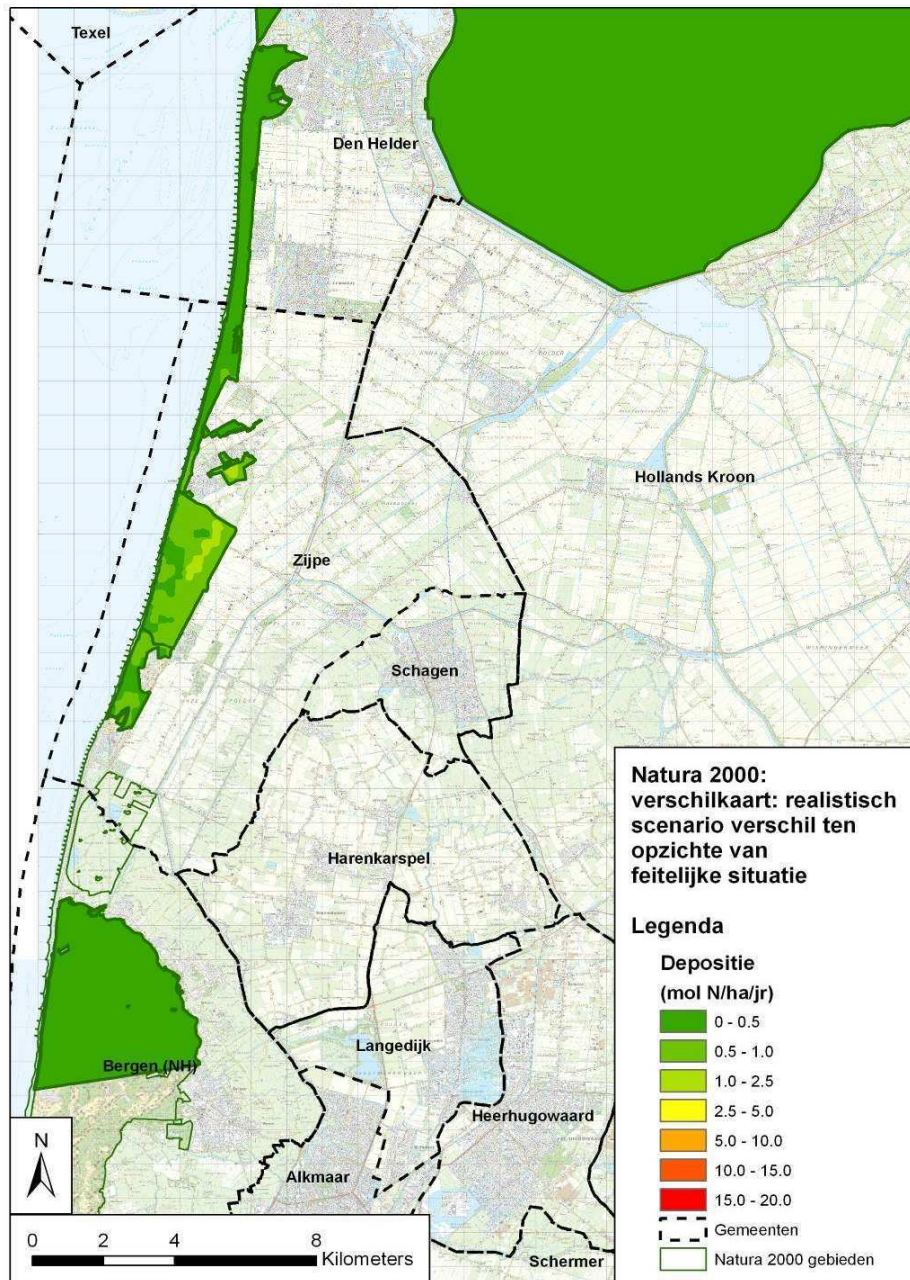 Texel
Den Helder
Hollands Kroon
Zijpe
Schagen
Harenkarspel
Langedijk
Bergen (NH)
Heerhugowaard
Alkmaar
Schermer
N
0 2 4 8
Kilometers
Natura 2000:
verschilkaart: realistisch
scenario verschil ten
opzichte van
feitelijke situatie
Legenda
Depositie
(mol N/ha/jr)
0 - 0.5
0.5 - 1.0
1.0 - 2.5
2.5 - 5.0
5.0 - 10.0
10.0 - 15.0
15.0 - 20.0
Gemeenten
Natura 2000 gebieden